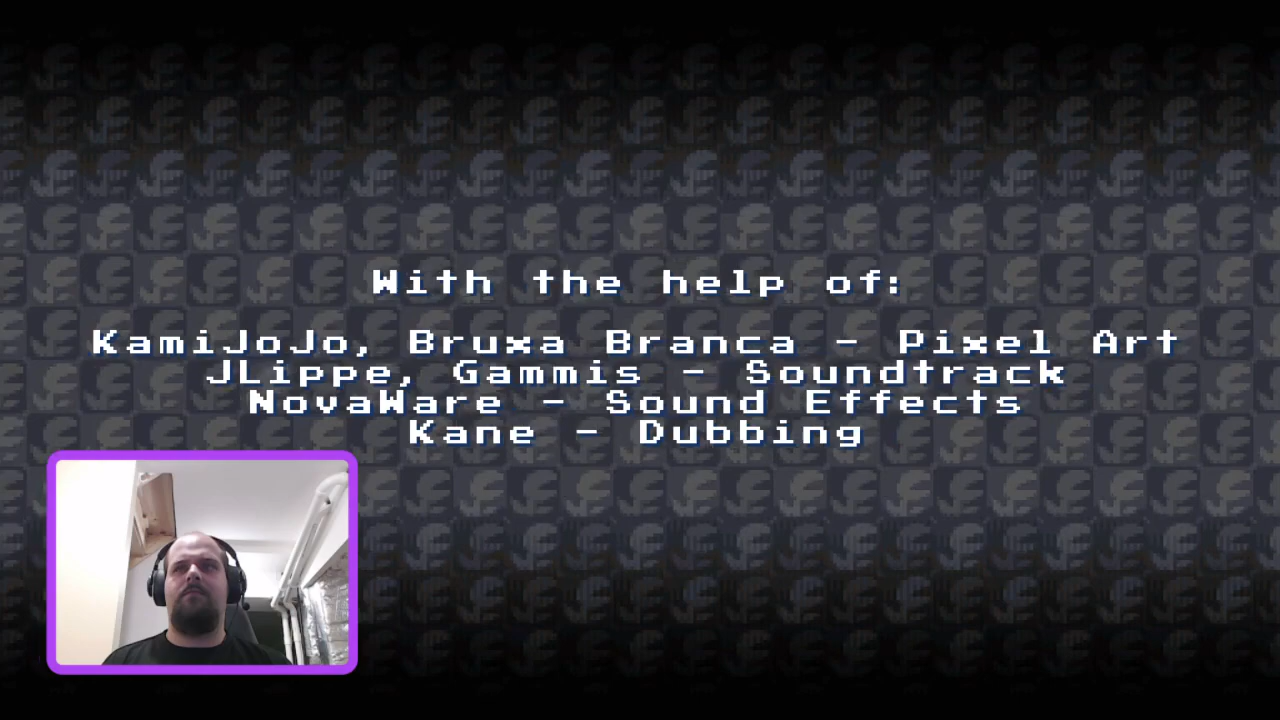 With the help of:
KamiJoJo, Bruxa Branca - Pixel Art
JLippe, Gammis - Soundtrack
NovaWare - Sound Effects
Kane - Dubbing